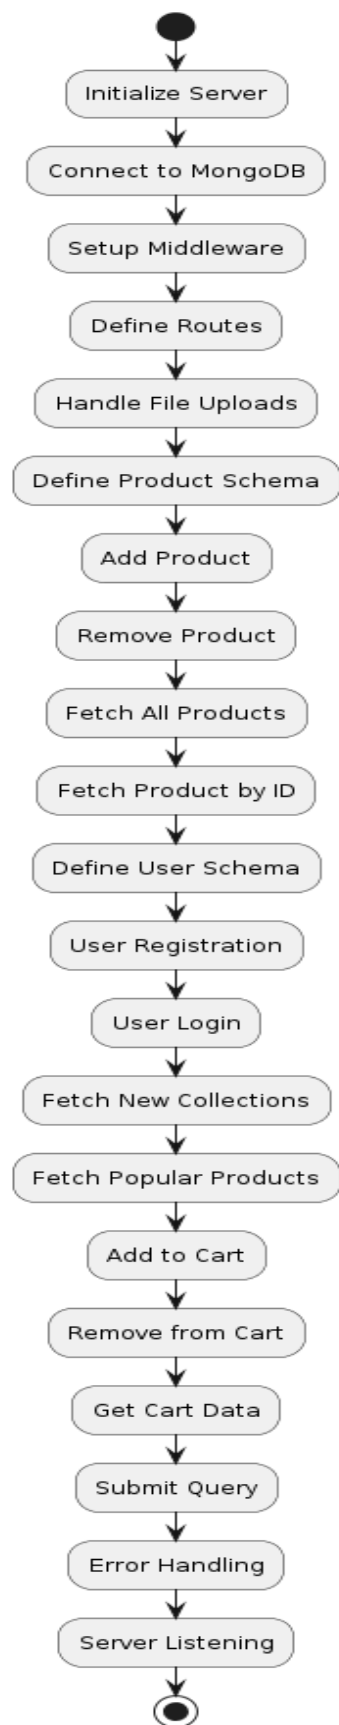 Initialize Server
Connect to MongoDB
Setup Middleware
Define Routes
Handle File Uploads
Define Product Schema
Add Product
Remove Product
Fetch All Products
Fetch Product by ID
Define User Schema
User Registration
User Login
Fetch New Collections
Fetch Popular Products
Add to Cart
Remove from Cart
Get Cart Data
Submit Query
Error Handling
Server Listening